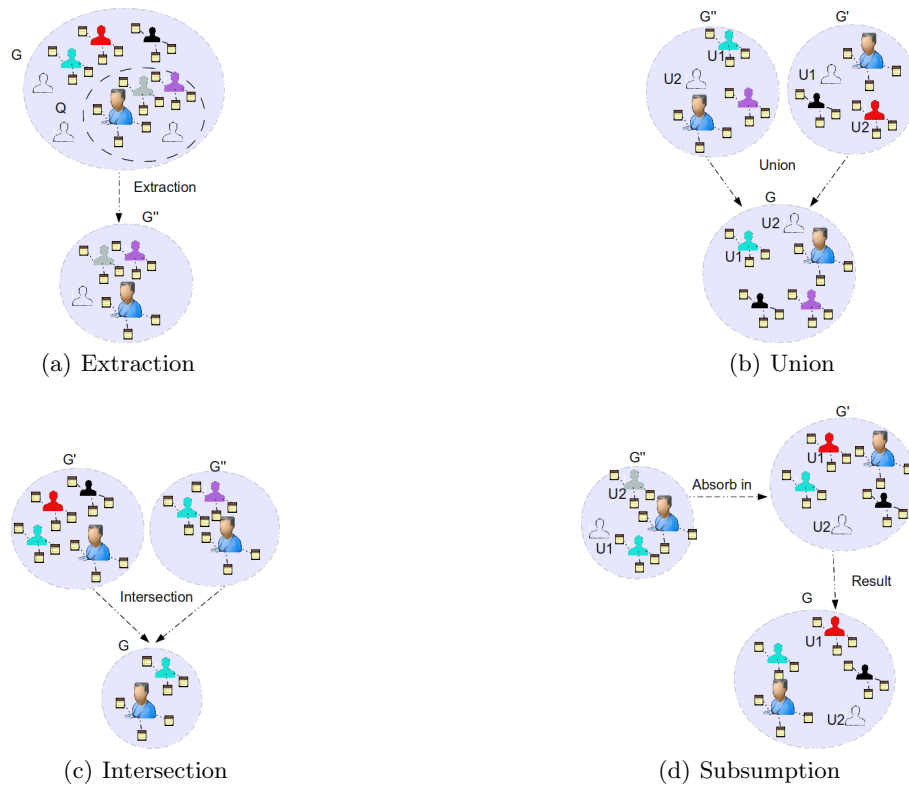 G
Q
Extraction
G"
(a) Extraction
G"
G'
U1
U2
U1
U2
Union
G
U2
U1
(b) Union
G'
G"
Intersection
G
(c) Intersection
G'
G"
U1
U2
Absorb in
U1
U2
Result
G
U1
U2
(d) Subsumption